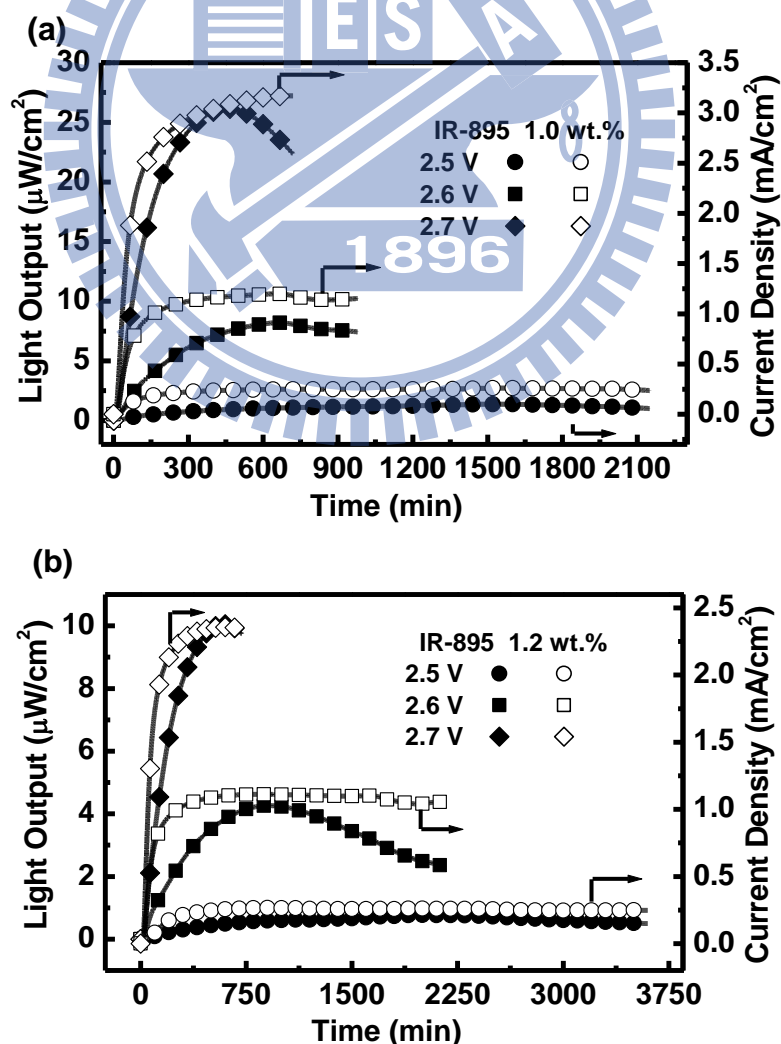 (a)
ES
A
30
25
20
15
10
5
0
3.5
3.0
2.5
2.0
1.5
1.0
0.5
0.0
Light Output (μW/cm²)
Current Density (mA/cm²)
IR-895 1.0 wt.%
2.5 V
2.6 V
2.7 V
8
1896
0 300 600 900 1200 1500 1800 2100
Time (min)
(b)
10
8
6
4
2
0
2.5
2.0
1.5
1.0
0.5
0.0
Light Output (μW/cm²)
Current Density (mA/cm²)
IR-895 1.2 wt.%
2.5 V
2.6 V
2.7 V
0 750 1500 2250 3000 3750
Time (min)